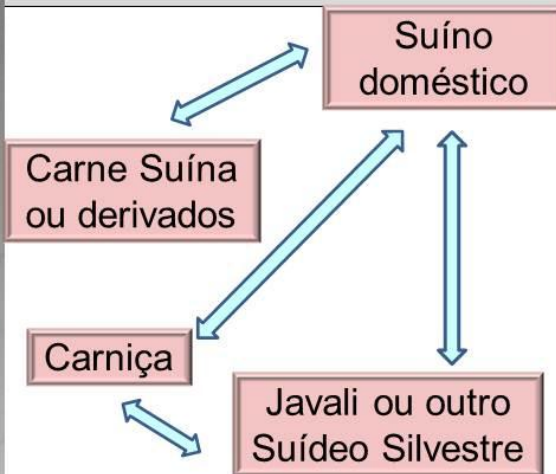 Suíno
doméstico
Carne Suína
ou derivados
Carniça
Javali ou outro
Suídeo Silvestre